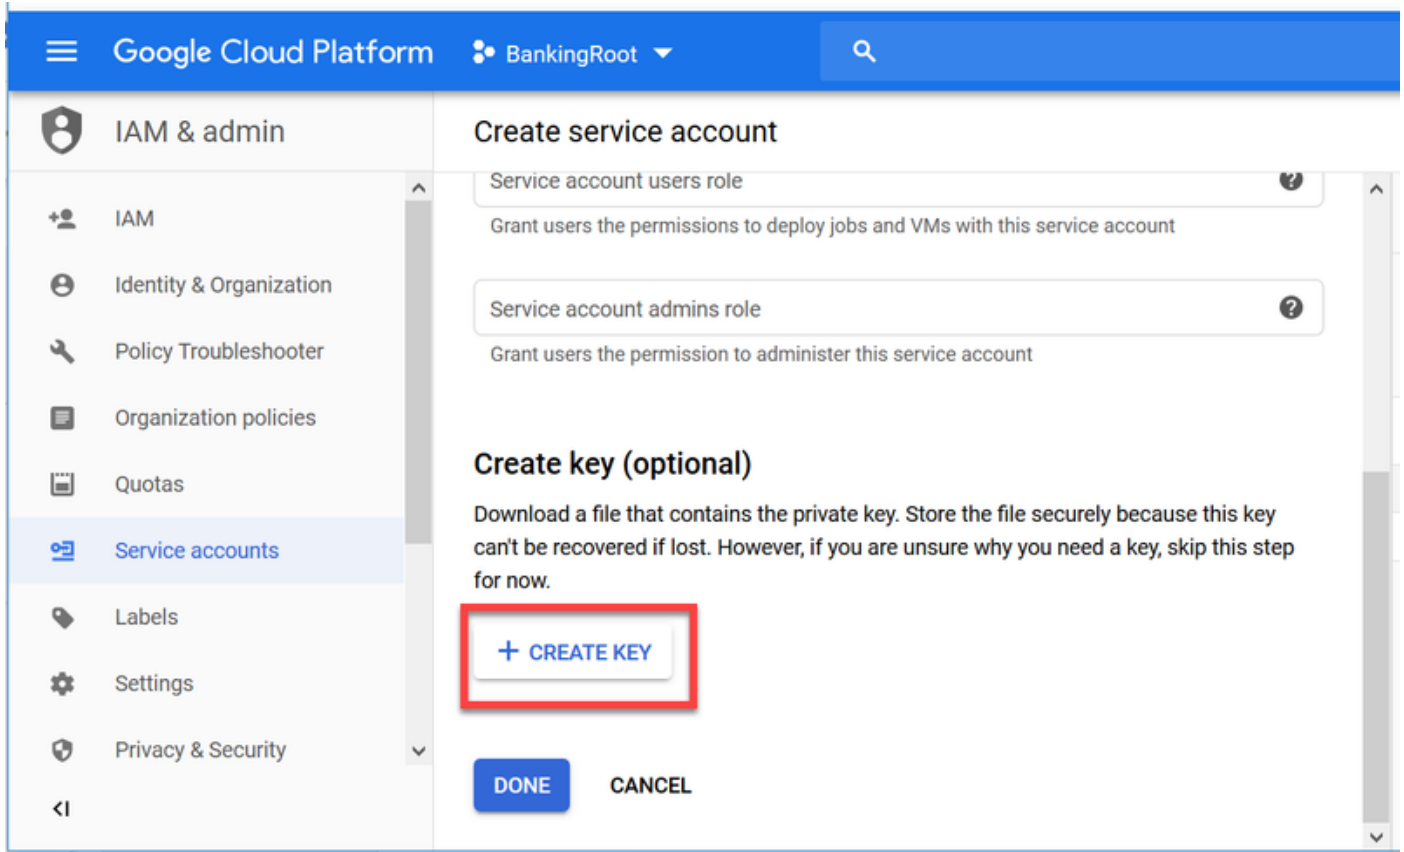 Google Cloud Platform
BankingRoot
IAM & admin
Create service account
IAM
Identity & Organization
Policy Troubleshooter
Organization policies
Quotas
Service accounts
Labels
Settings
Privacy & Security
Service account users role
Grant users the permissions to deploy jobs and VMs with this service account
Service account admins role
Grant users the permission to administer this service account
Create key (optional)
Download a file that contains the private key. Store the file securely because this key
can't be recovered if lost. However, if you are unsure why you need a key, skip this step
for now.
+ CREATE KEY
DONE
CANCEL